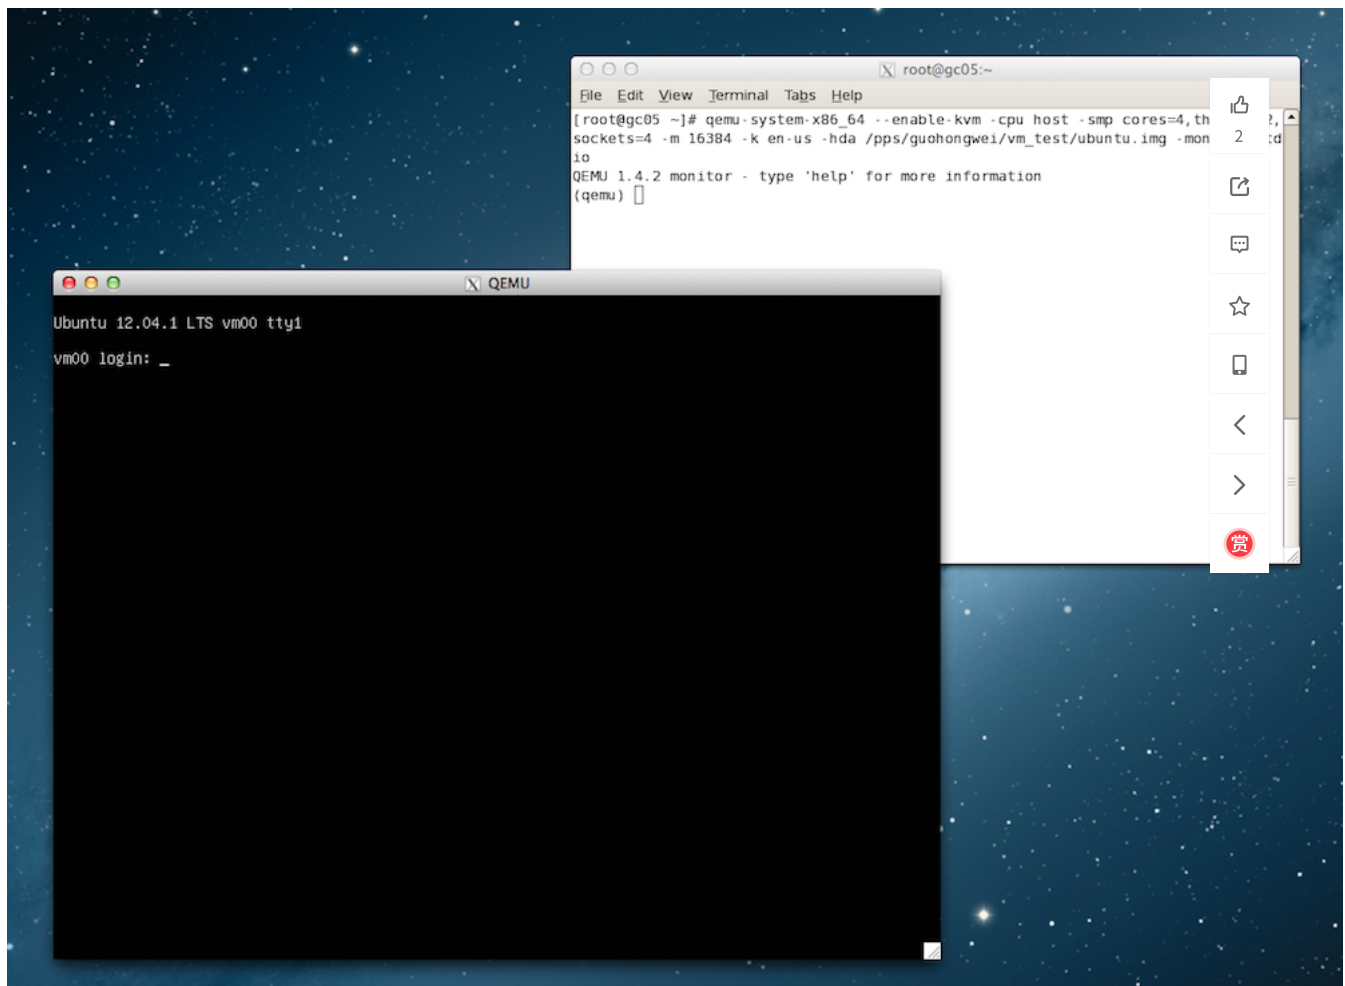 root@gc05:~
File Edit View Terminal Tabs Help
[root@gc05 ~]# qemu-system-x86_64 --enable-kvm -cpu host -smp cores=4,th 2,
sockets=4 -m 16384 -k en-us -hda /pps/guohongwei/vm_test/ubuntu.img -mon td
io
QEMU 1.4.2 monitor - type 'help' for more information
(qemu)
2
赏
QEMU
Ubuntu 12.04.1 LTS vm00 tty1
vm00 login: _